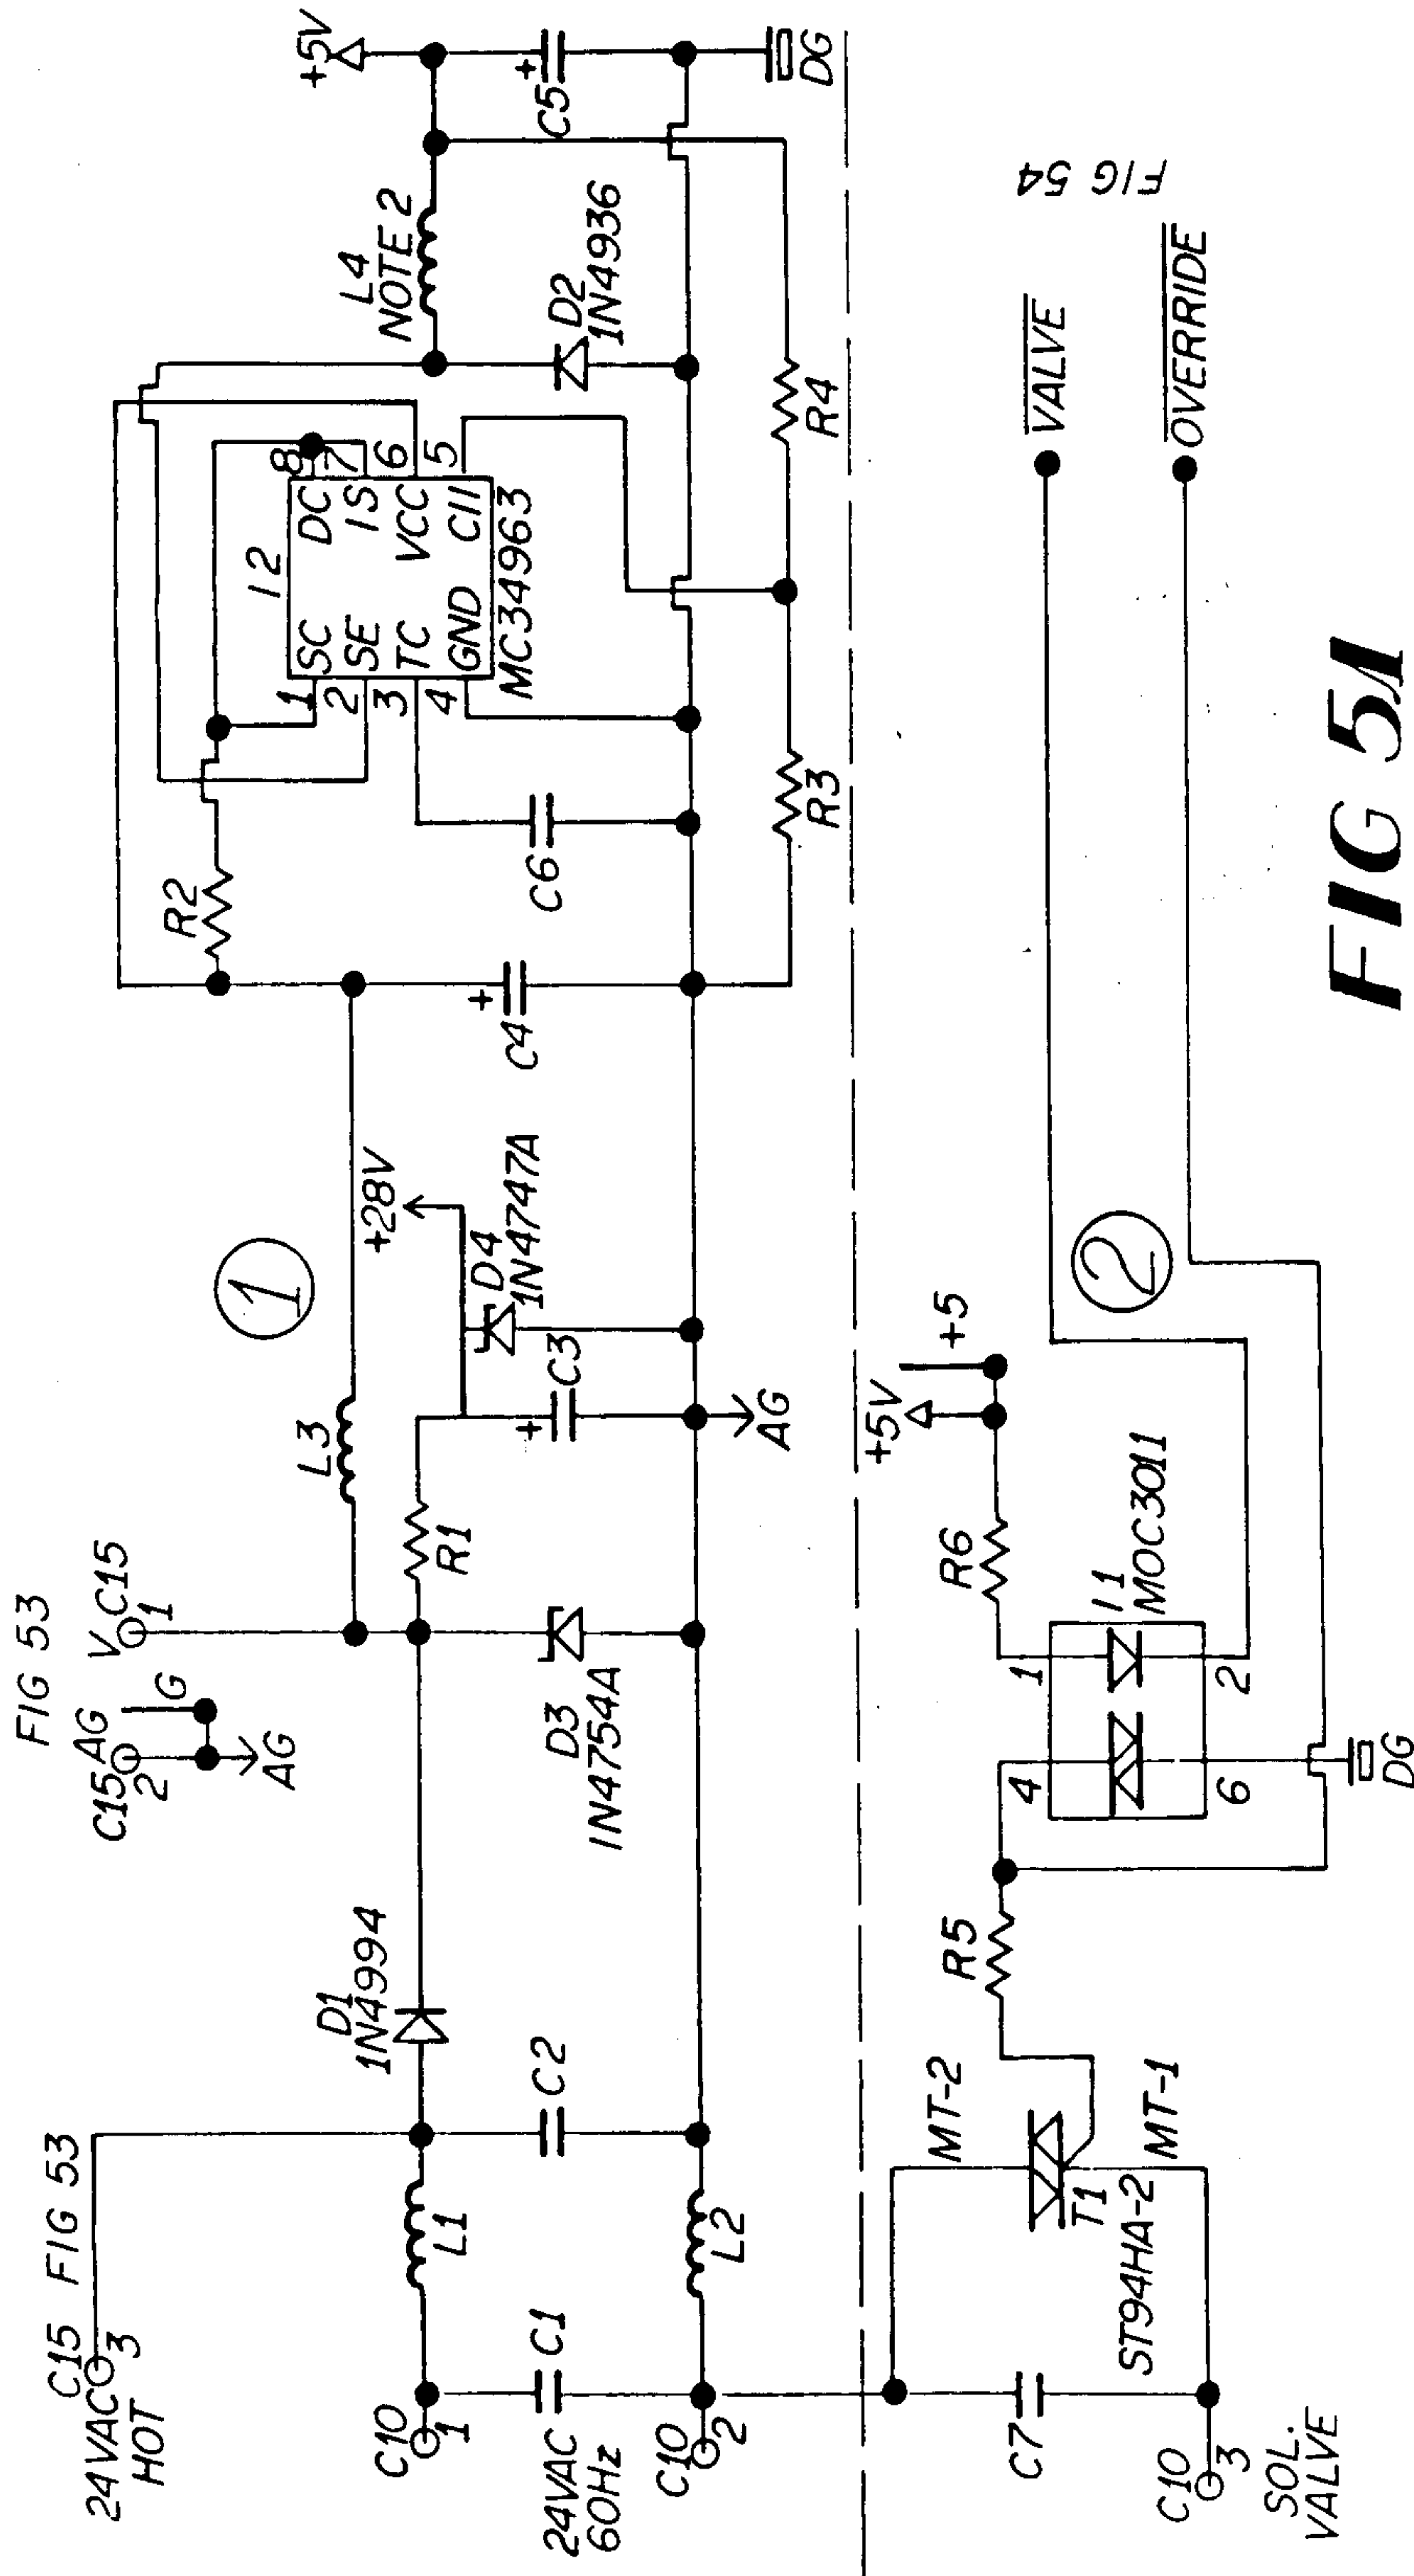 C15 FIG 53
24VAC 3
HOT
FIG 53
C15 AG G
2
AG
V C15
1
1
L3
+28V
D4
1N4747A
C3
+
AG
R1
D3
1N4754A
D1
1N4994
C10
1
L1
C1
24VAC
60Hz
C2
C10
2
L2
C4
+
R2
C6
12
1 SC
2 SE
3 TC
4 GND
DC 8
IS 7
VCC 6
CII 5
MC34963
R3
R4
L4
NOTE 2
D2
1N4936
+5V
C5
+
DG
C7
C10
3
SOL.
VALVE
MT-2
T1
ST94HA-2
MT-1
R5
4
6
1
2
I1
MOC3011
DG
R6
+5V
+5
2
VALVE
OVERRIDE
FIG 54
FIG 5A